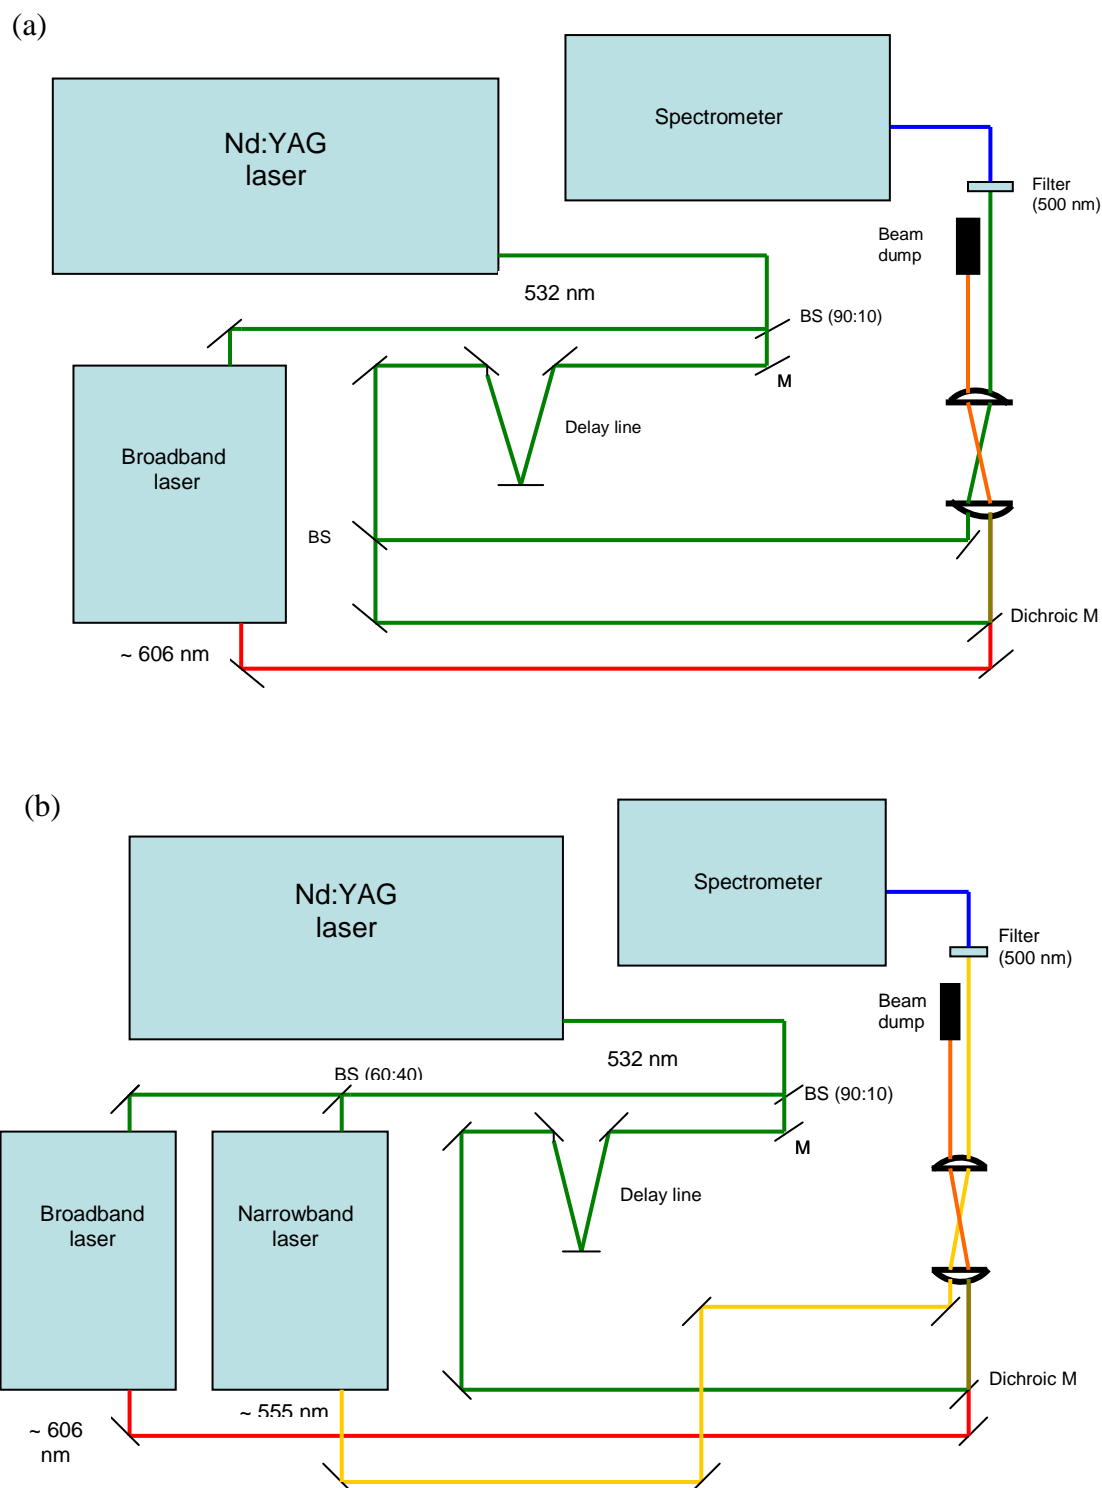 (a)
Nd:YAG
laser
Spectrometer
Filter
(500 nm)
Beam
dump
532 nm
BS (90:10)
M
Delay line
Broadband
laser
BS
Dichroic M
~ 606 nm
(b)
Nd:YAG
laser
Spectrometer
Filter
(500 nm)
Beam
dump
532 nm
BS (60:40)
BS (90:10)
M
Delay line
Broadband
laser
Narrowband
laser
Dichroic M
~ 555 nm
~ 606
nm